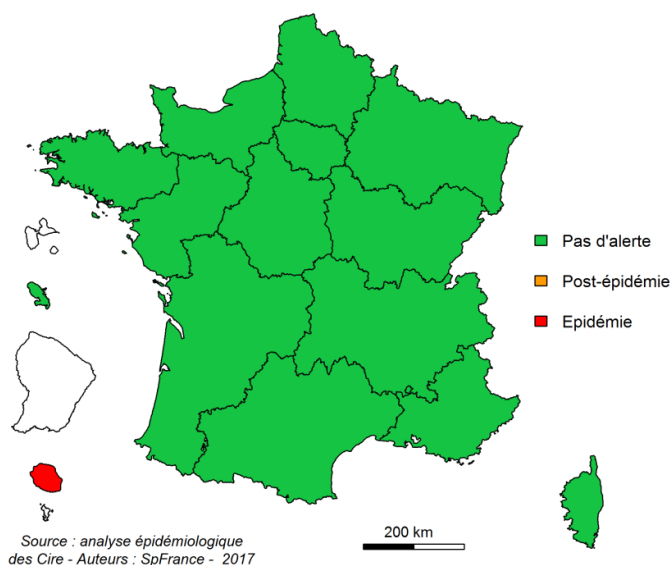 Pas d'alerte
Post-épidémie
Epidémie
200 km
Source : analyse épidémiologique
des Cire - Auteurs : SpFrance - 2017